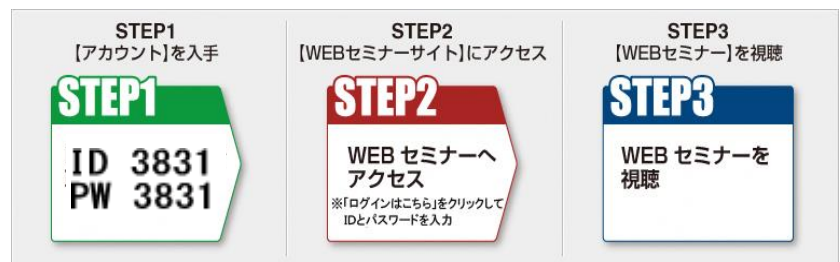 STEP1
【アカウント】を入手
STEP1
ID 3831
PW 3831
STEP2
【WEBセミナーサイト】にアクセス
STEP2
WEB セミナーへ
アクセス
※「ログインはこちら」をクリックして
IDとパスワードを入力
STEP3
【WEBセミナー】を視聴
STEP3
WEB セミナーを
視聴